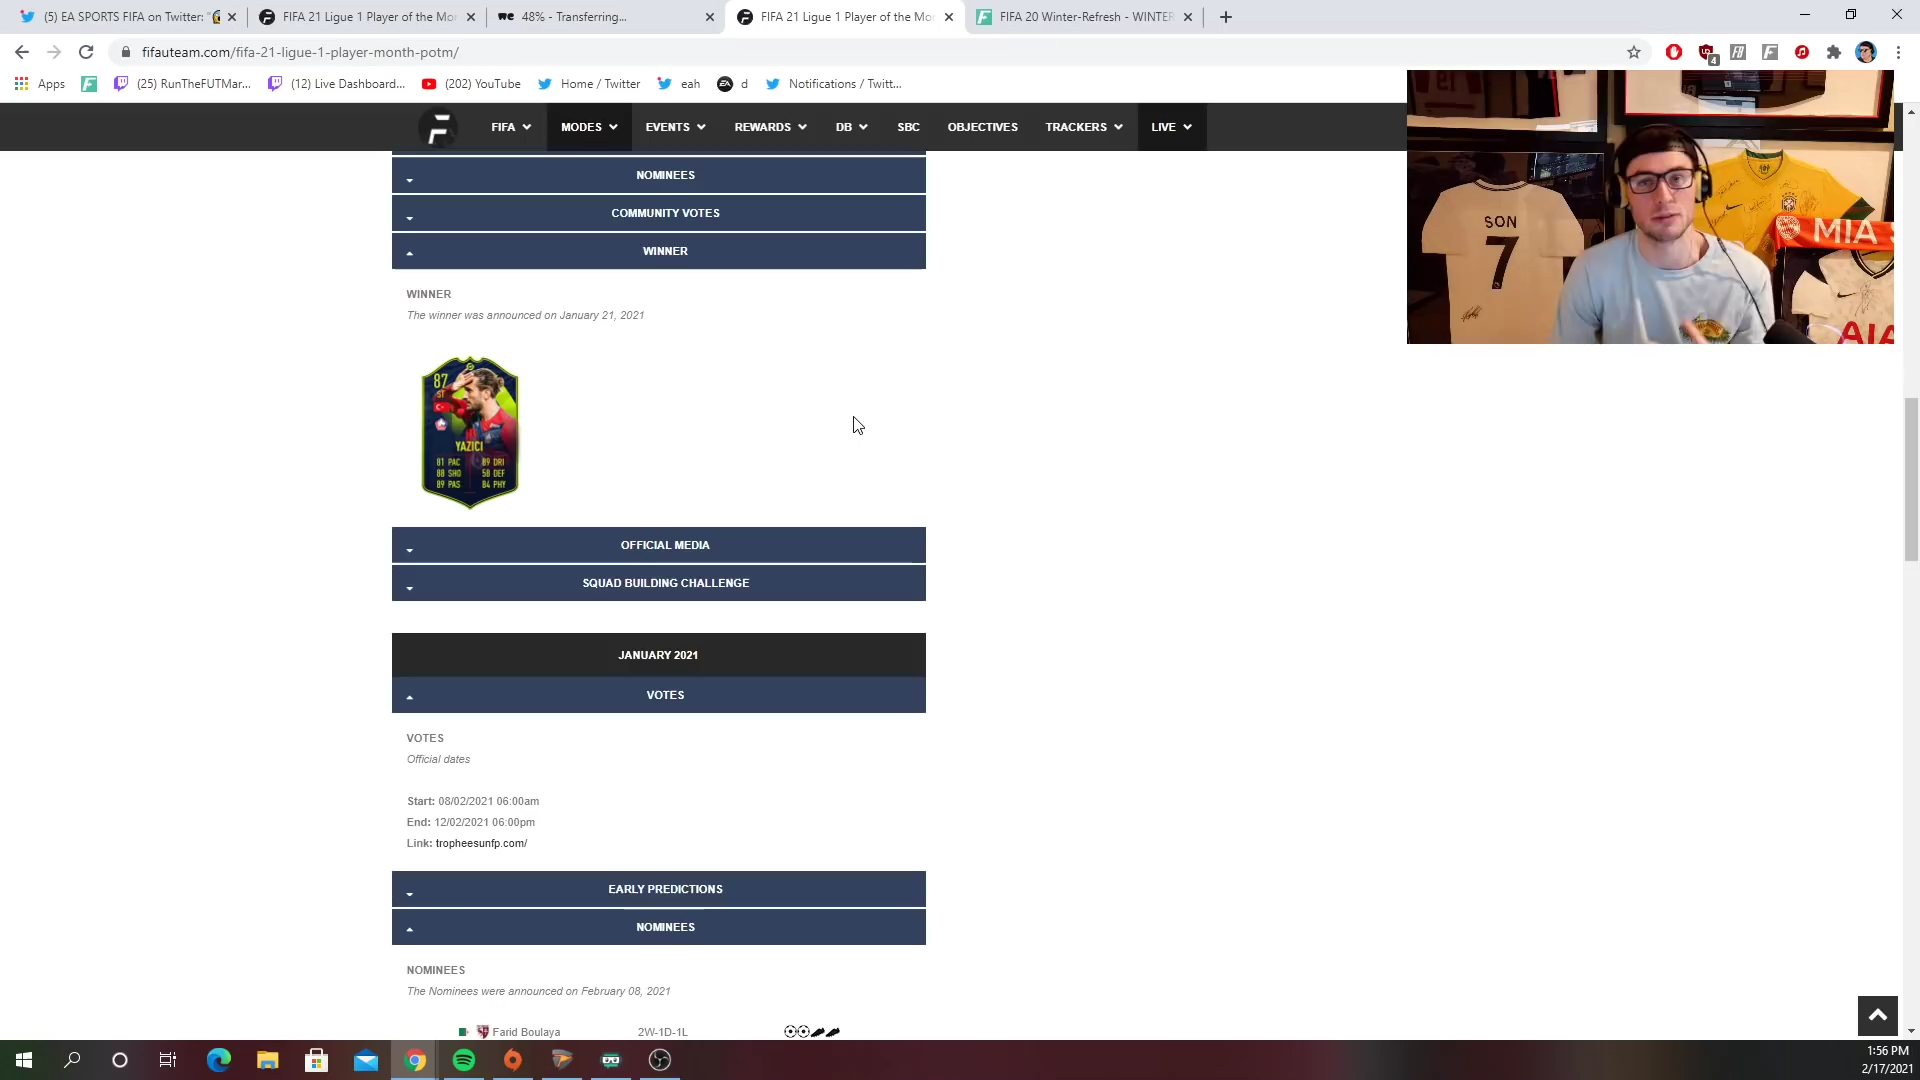 (5) EA SPORTS FIFA on Twitter: "
FIFA 21 Ligue 1 Player of the Mo
48% - Transferring...
FIFA 21 Ligue 1 Player of the Mo
FIFA 20 Winter-Refresh - WINTER
fifauteam.com/fifa-21-ligue-1-player-month-potm/
4
Apps
(25) RunTheFUTMar...
(12) Live Dashboard...
(202) YouTube
Home / Twitter
eah
d
Notifications / Twitt...
FIFA
MODES
EVENTS
REWARDS
DB
SBC
OBJECTIVES
TRACKERS
LIVE
NOMINEES
COMMUNITY VOTES
WINNER
WINNER
The winner was announced on January 21, 2021
87
ST
YAZICI
81 PAC 89 DRI
88 SHO 58 DEF
89 PAS 84 PHY
OFFICIAL MEDIA
SQUAD BUILDING CHALLENGE
JANUARY 2021
VOTES
VOTES
Official dates
Start: 08/02/2021 06:00am
End: 12/02/2021 06:00pm
Link: tropheesunfp.com/
EARLY PREDICTIONS
NOMINEES
NOMINEES
The Nominees were announced on February 08, 2021
Farid Boulaya 2W-1D-1L
SON
7
MIA
AIA
1:56 PM
2/17/2021